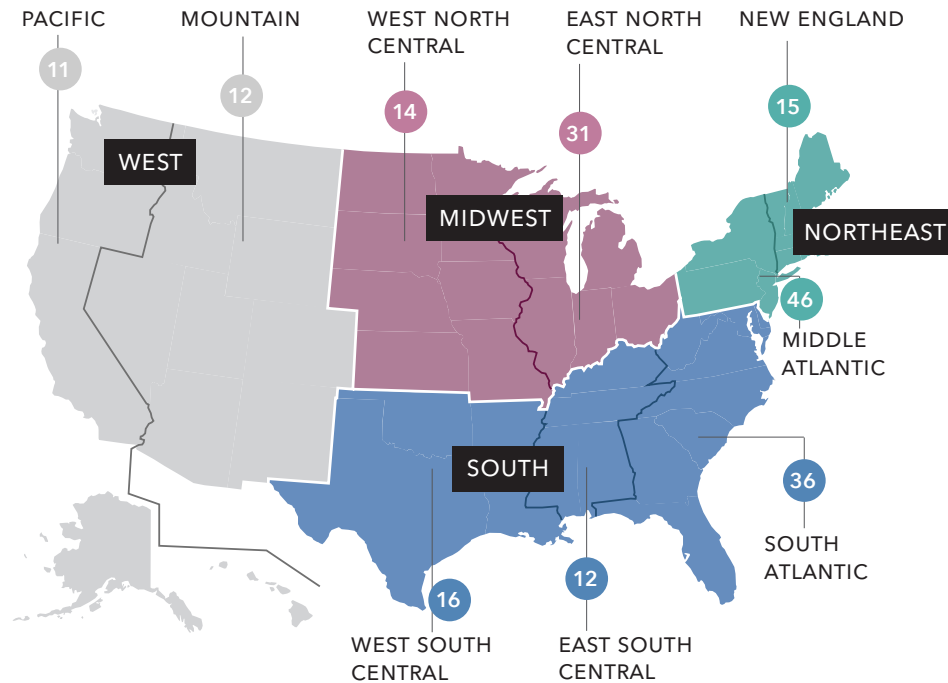 PACIFIC
11
MOUNTAIN
12
WEST NORTH
CENTRAL
14
EAST NORTH
CENTRAL
31
NEW ENGLAND
15
WEST
MIDWEST
NORTHEAST
46
MIDDLE
ATLANTIC
SOUTH
36
SOUTH
ATLANTIC
16
WEST SOUTH
CENTRAL
12
EAST SOUTH
CENTRAL